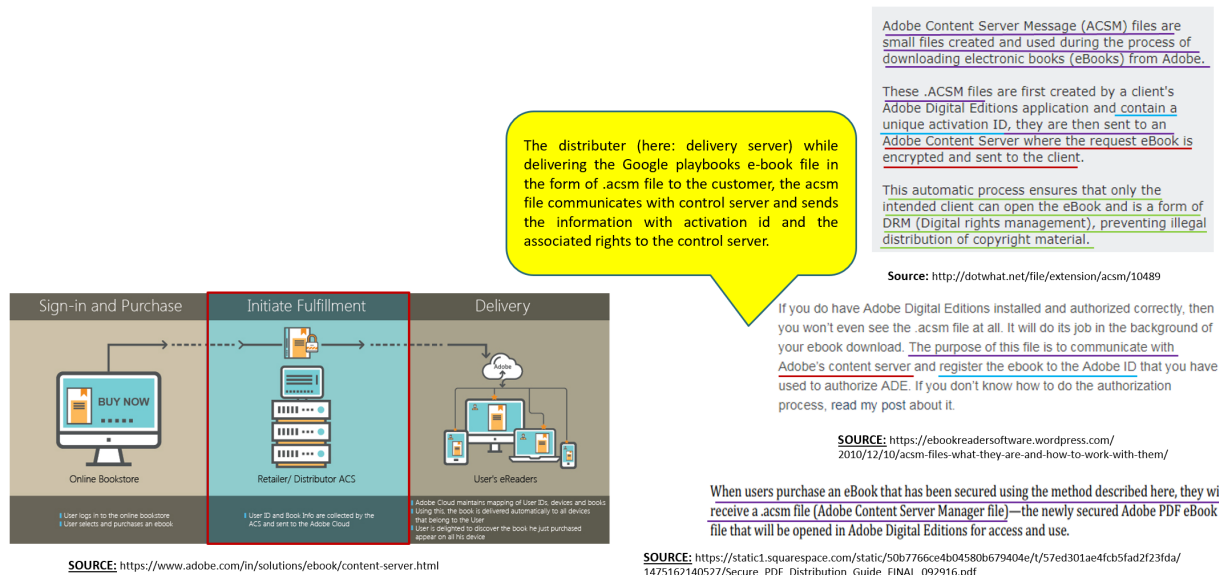 Adobe Content Server Message (ACSM) files are
small files created and used during the process of
downloading electronic books (eBooks) from Adobe.
These .ACSM files are first created by a client's
Adobe Digital Editions application and contain a
unique activation ID, they are then sent to an
Adobe Content Server where the request eBook is
encrypted and sent to the client.
This automatic process ensures that only the
intended client can open the eBook and is a form of
DRM (Digital rights management), preventing illegal
distribution of copyright material.
Source: http://dotwhat.net/file/extension/acsm/10489
The distributer (here: delivery server) while
delivering the Google playbooks e-book file in
the form of .acsm file to the customer, the acsm
file communicates with control server and sends
the information with activation id and the
associated rights to the control server.
Sign-in and Purchase
Initiate Fulfillment
Delivery
BUY NOW
Adobe
Online Bookstore
Retailer/ Distributor ACS
User's eReaders
User logs in to the online bookstore
User selects and purchases an ebook
User ID and Book Info are collected by the
ACS and sent to the Adobe Cloud
Adobe Cloud maintains mapping of User IDs, devices and books
Using this, the book is delivered automatically to all devices
that belong to the User
User is delighted to discover the book he just purchased
appear on all his device
SOURCE: https://www.adobe.com/in/solutions/ebook/content-server.html
If you do have Adobe Digital Editions installed and authorized correctly, then
you won't even see the .acsm file at all. It will do its job in the background of
your ebook download. The purpose of this file is to communicate with
Adobe's content server and register the ebook to the Adobe ID that you have
used to authorize ADE. If you don't know how to do the authorization
process, read my post about it.
SOURCE: https://ebookreadersoftware.wordpress.com/
2010/12/10/acsm-files-what-they-are-and-how-to-work-with-them/
When users purchase an eBook that has been secured using the method described here, they wi
receive a .acsm file (Adobe Content Server Manager file)—the newly secured Adobe PDF eBook
file that will be opened in Adobe Digital Editions for access and use.
SOURCE: https://static1.squarespace.com/static/50b7766ce4b04580b679404e/t/57ed301ae4fcb5fad2f23fda/
1475162140527/Secure_PDF_Distribution_Guide_FINAL_092916.pdf